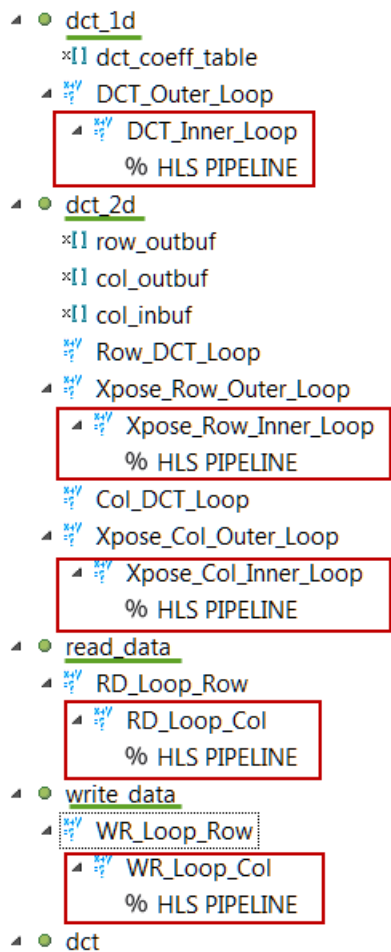 dct_1d
x[] dct_coeff_table
DCT_Outer_Loop
DCT_Inner_Loop
% HLS PIPELINE
dct_2d
x[] row_outbuf
x[] col_outbuf
x[] col_inbuf
Row_DCT_Loop
Xpose_Row_Outer_Loop
Xpose_Row_Inner_Loop
% HLS PIPELINE
Col_DCT_Loop
Xpose_Col_Outer_Loop
Xpose_Col_Inner_Loop
% HLS PIPELINE
read_data
RD_Loop_Row
RD_Loop_Col
% HLS PIPELINE
write_data
WR_Loop_Row
WR_Loop_Col
% HLS PIPELINE
dct